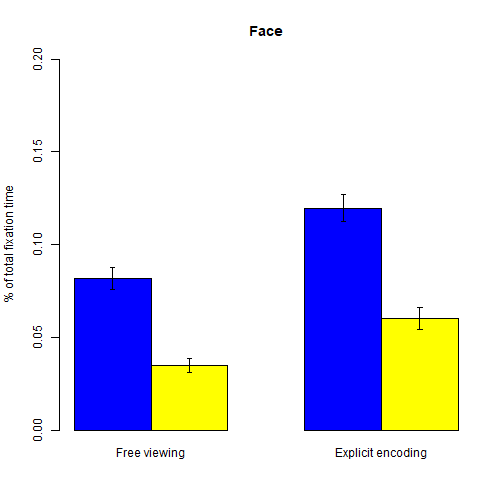 Face
% of total fixation time
0.20
0.15
0.10
0.05
0.00
Free viewing
Explicit encoding